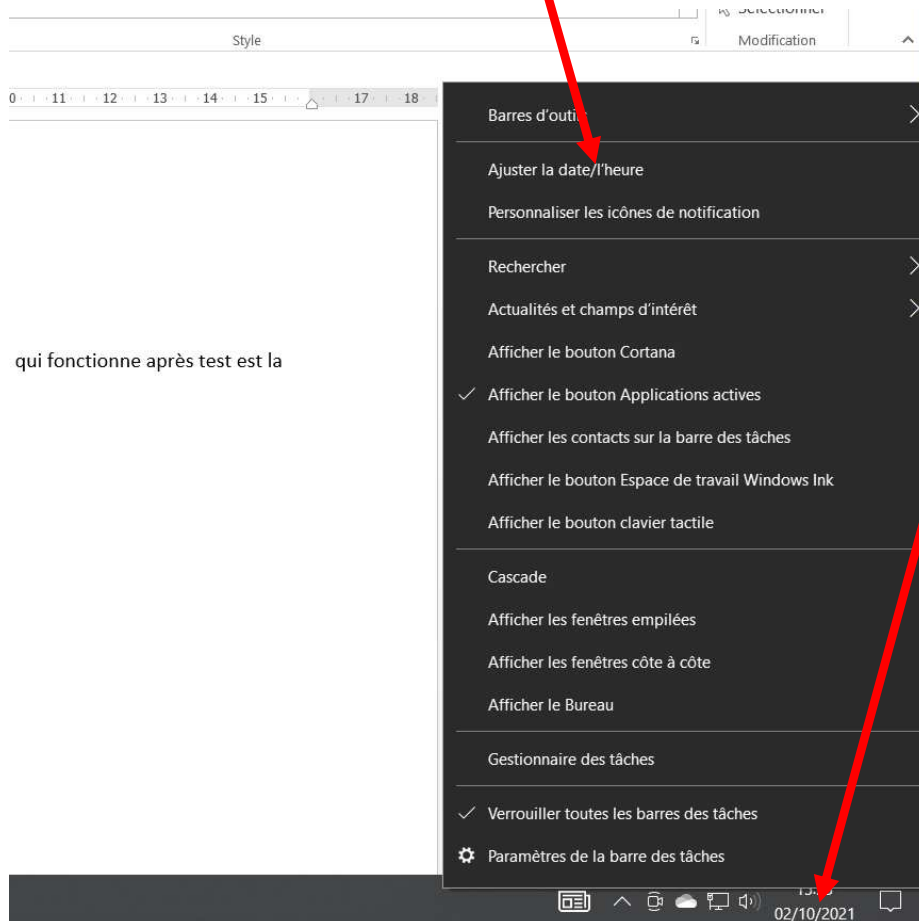 Style
Modification
11 12 13 14 15 17 18
Barres d'outils
Ajuster la date/l'heure
Personnaliser les icônes de notification
Rechercher
Actualités et champs d'intérêt
qui fonctionne après test est la
Afficher le bouton Cortana
Afficher le bouton Applications actives
Afficher les contacts sur la barre des tâches
Afficher le bouton Espace de travail Windows Ink
Afficher le bouton clavier tactile
Cascade
Afficher les fenêtres empilées
Afficher les fenêtres côte à côte
Afficher le Bureau
Gestionnaire des tâches
Verrouiller toutes les barres des tâches
Paramètres de la barre des tâches
02/10/2021